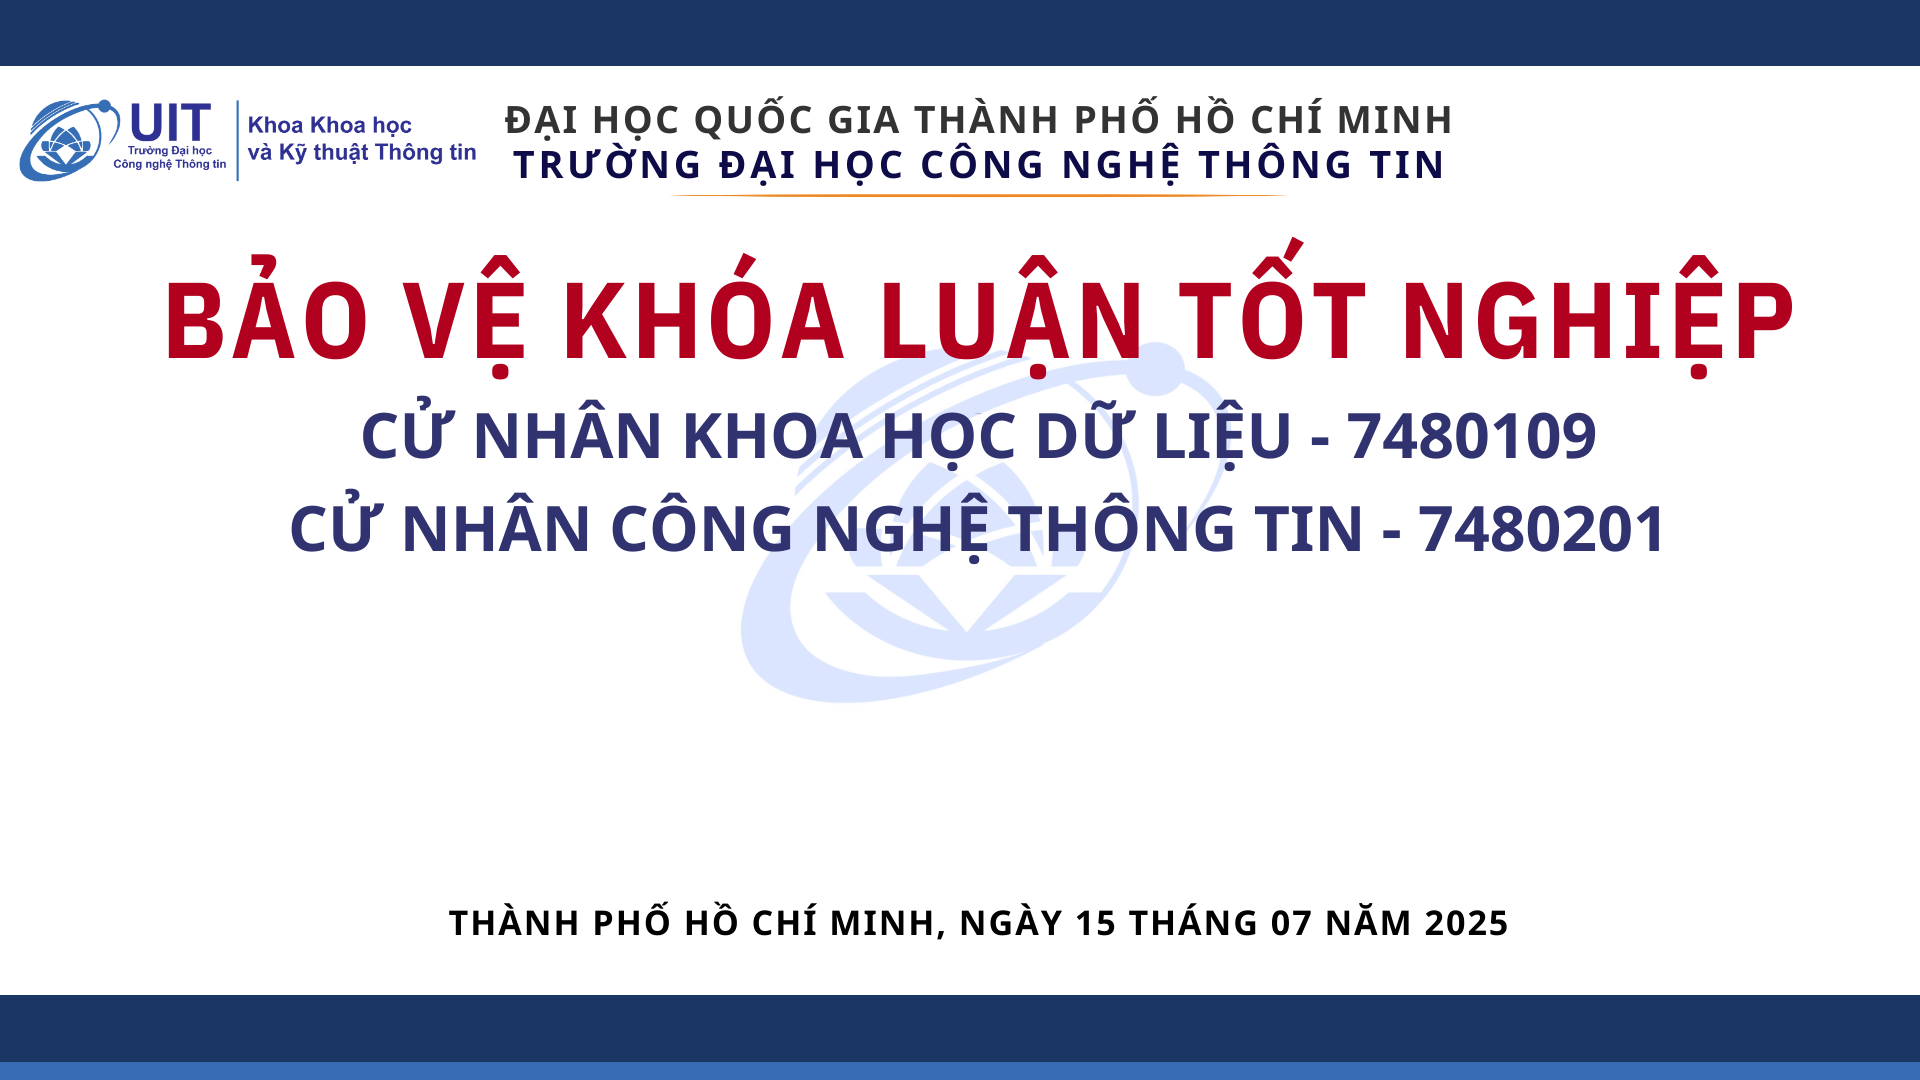 UIT
Trường Đại học
Công nghệ Thông tin
Khoa Khoa học
và Kỹ thuật Thông tin
ĐẠI HỌC QUỐC GIA THÀNH PHỐ HỒ CHÍ MINH
TRƯỜNG ĐẠI HỌC CÔNG NGHỆ THÔNG TIN
BẢO VỆ KHÓA LUẬN TỐT NGHIỆP
CỬ NHÂN KHOA HỌC DỮ LIỆU - 7480109
CỬ NHÂN CÔNG NGHỆ THÔNG TIN - 7480201
THÀNH PHỐ HỒ CHÍ MINH, NGÀY 15 THÁNG 07 NĂM 2025